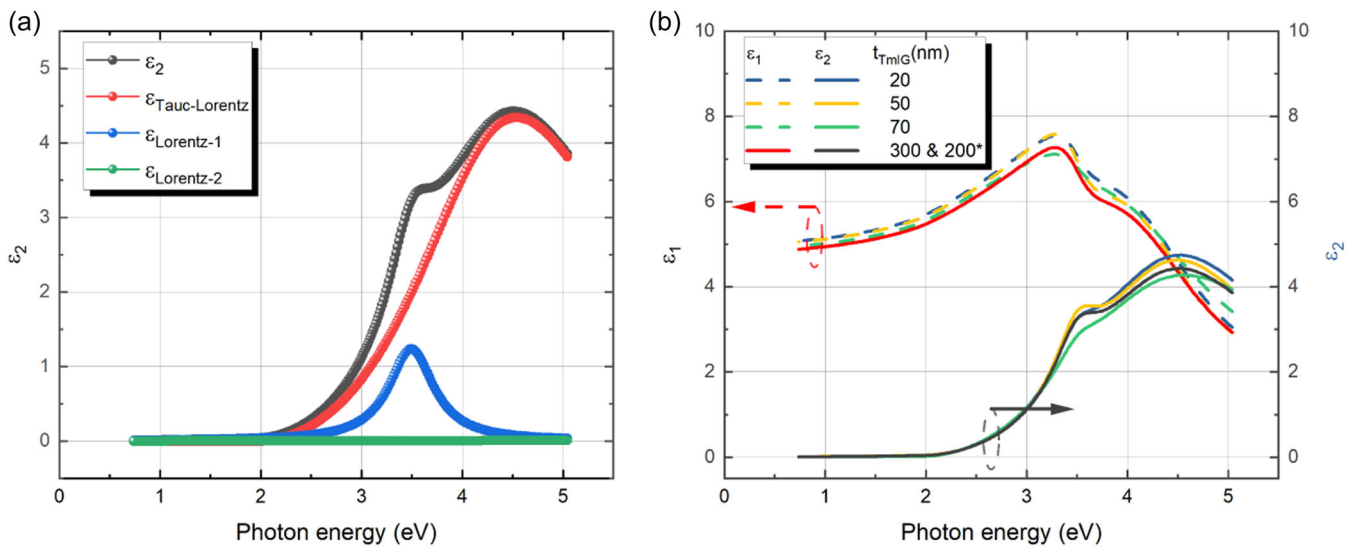 (a)
ε2
5
4
3
2
1
0
0 1 2 3 4 5
Photon energy (eV)
ε2
εTauc-Lorentz
εLorentz-1
εLorentz-2
(b)
ε1
10
8
6
4
2
0
0 1 2 3 4 5
Photon energy (eV)
ε1 ε2 tTmIG(nm)
20
50
70
300 & 200*
10
8
6
4
2
0
ε2